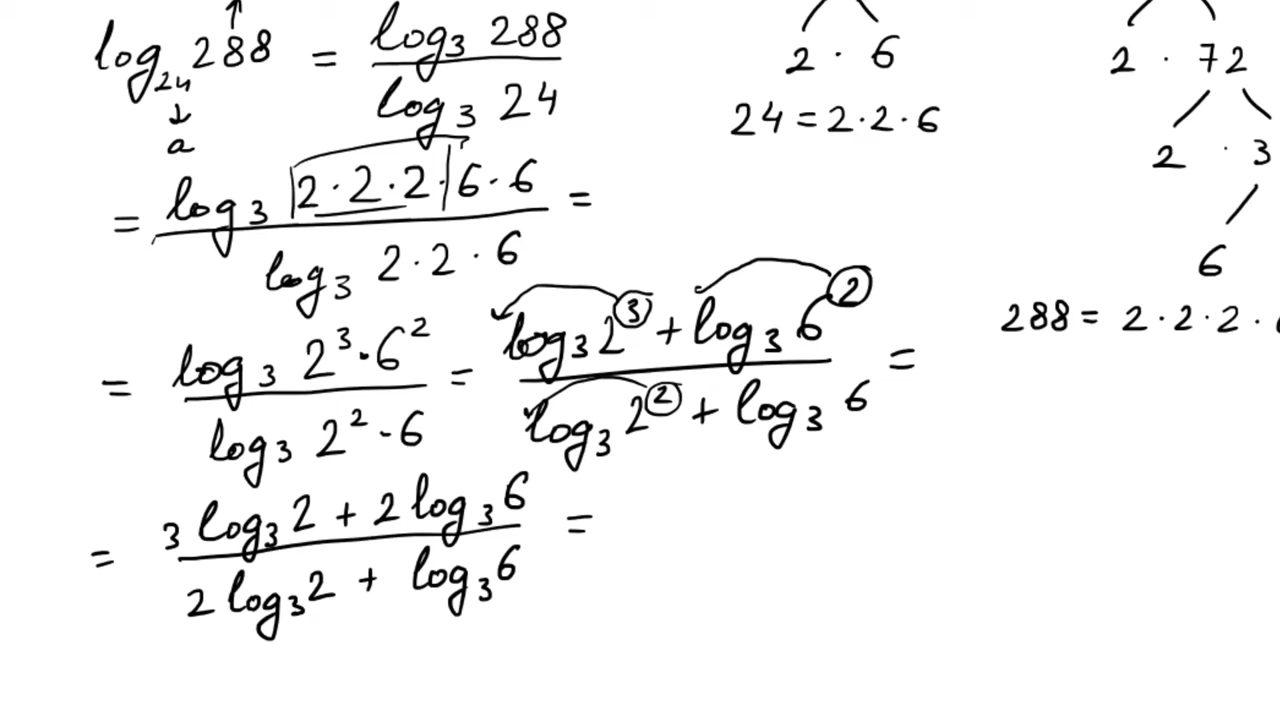 log₂₄ 288 = log₃ 288 / log₃ 24
↓
a
= log₃ 2·2·2·6·6 / log₃ 2·2·6 =
= log₃ 2³·6² / log₃ 2²·6 = log₃ 2³ + log₃ 6² / log₃ 2² + log₃ 6 =
= 3 log₃ 2 + 2 log₃ 6 / 2 log₃ 2 + log₃ 6 =
2 · 6
24 = 2·2·6
2 · 72
2 · 3
6
288 = 2·2·2·